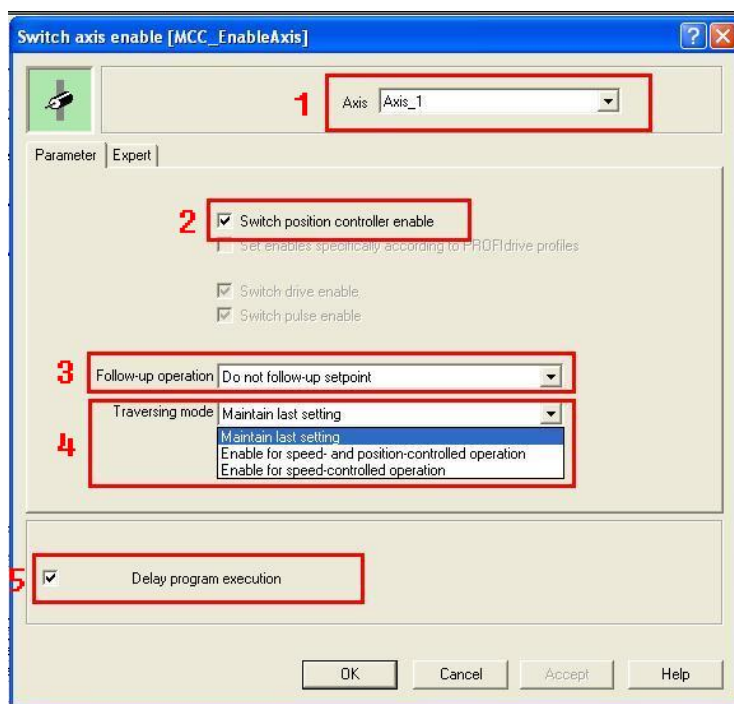 Switch axis enable [MCC_EnableAxis]
1 Axis Axis_1
Parameter Expert
2 Switch position controller enable
Set enables specifically according to PROFIdrive profiles
Switch drive enable
Switch pulse enable
3 Follow-up operation Do not follow-up setpoint
Traversing mode Maintain last setting
4 Maintain last setting
Enable for speed- and position-controlled operation
Enable for speed-controlled operation
5 Delay program execution
OK Cancel Accept Help